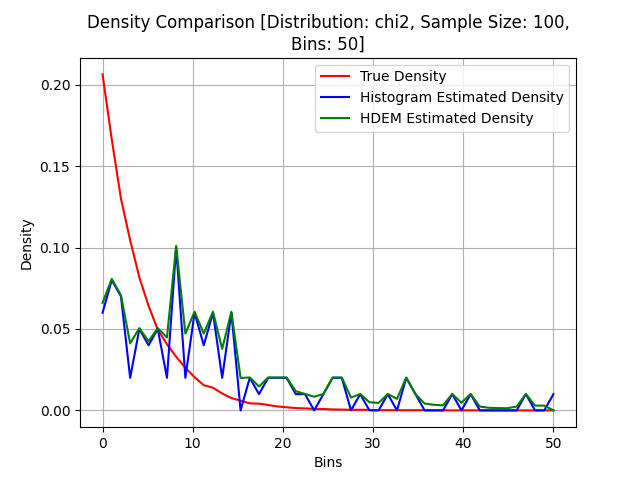 Density Comparison [Distribution: chi2, Sample Size: 100,
Bins: 50]
True Density
Histogram Estimated Density
HDEM Estimated Density
0.20
0.15
0.10
0.05
0.00
Density
0 10 20 30 40 50
Bins